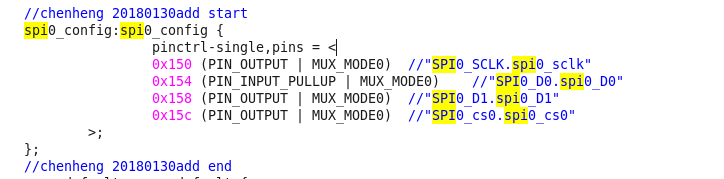 //chenheng 20180130add start
spi0_config:spi0_config {
pinctrl-single,pins = <
0x150 (PIN_OUTPUT | MUX_MODE0) //"SPI0_SCLK.spi0_sclk"
0x154 (PIN_INPUT_PULLUP | MUX_MODE0) //"SPI0_D0.spi0_D0"
0x158 (PIN_OUTPUT | MUX_MODE0) //"SPI0_D1.spi0_D1"
0x15c (PIN_OUTPUT | MUX_MODE0) //"SPI0_cs0.spi0_cs0"
>;
};
//chenheng 20180130add end